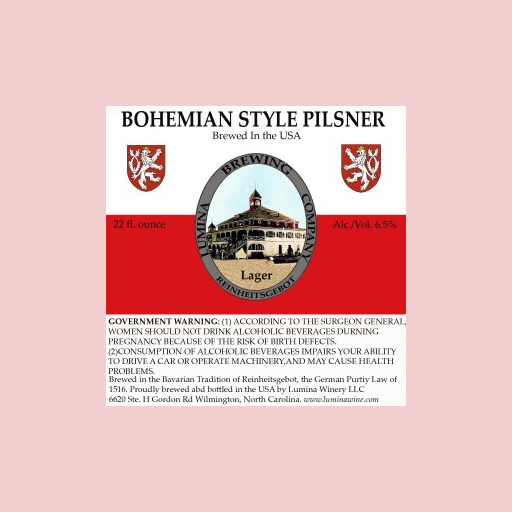 BOHEMIAN STYLE PILSNER
Brewed In the USA
LUMINA BREWING COMPANY
22 fl. ounce
Alc./Vol. 6.5%
Lager
REINHEITSGEBOT
GOVERNMENT WARNING: (1) ACCORDING TO THE SURGEON GENERAL,
WOMEN SHOULD NOT DRINK ALCOHOLIC BEVERAGES DURNING
PREGNANCY BECAUSE OF THE RISK OF BIRTH DEFECTS.
(2)CONSUMPTION OF ALCOHOLIC BEVERAGES IMPAIRS YOUR ABILITY
TO DRIVE A CAR OR OPERATE MACHINERY,AND MAY CAUSE HEALTH
PROBLEMS.
Brewed in the Bavarian Tradition of Reinheitsgebot, the German Purtiy Law of
1516. Proudly brewed abd bottled in the USA by Lumina Winery LLC
6620 Ste. H Gordon Rd Wilmington, North Carolina. www.luminawine.com